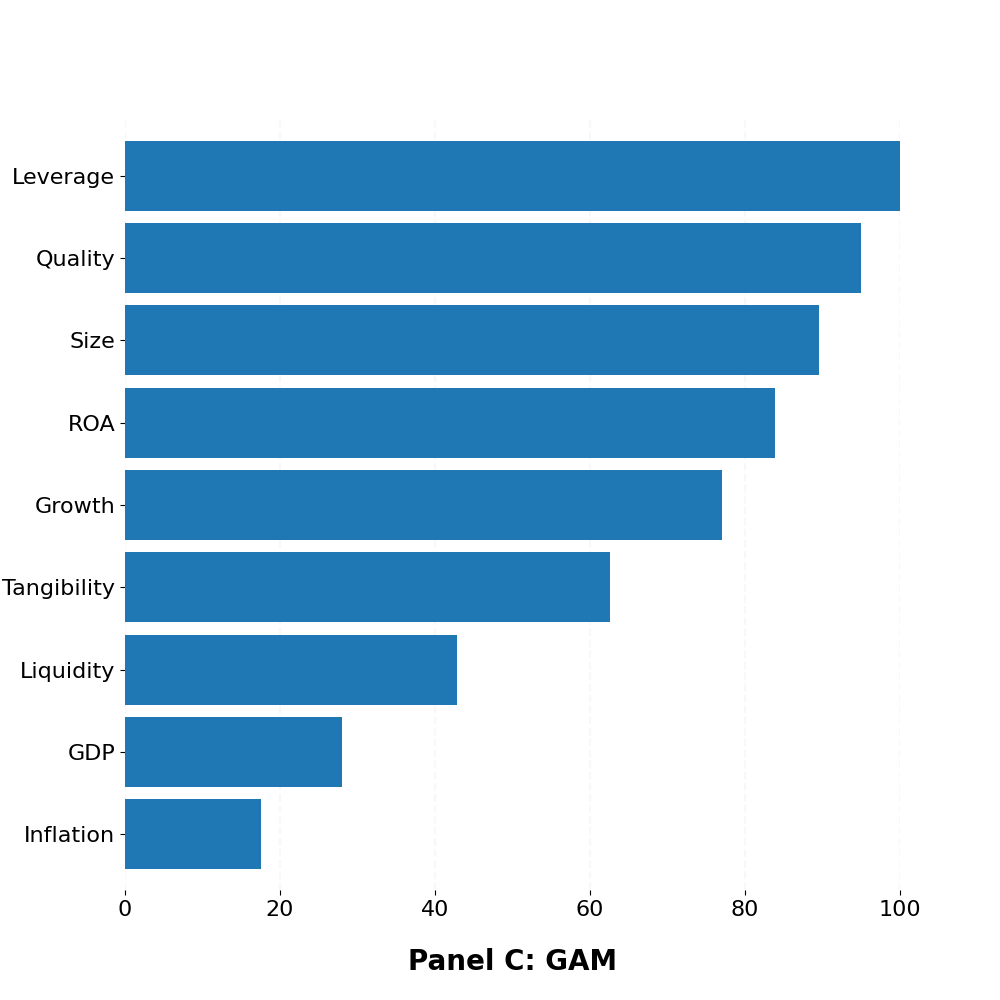 Leverage
Quality
Size
ROA
Growth
Tangibility
Liquidity
GDP
Inflation
0 20 40 60 80 100
Panel C: GAM